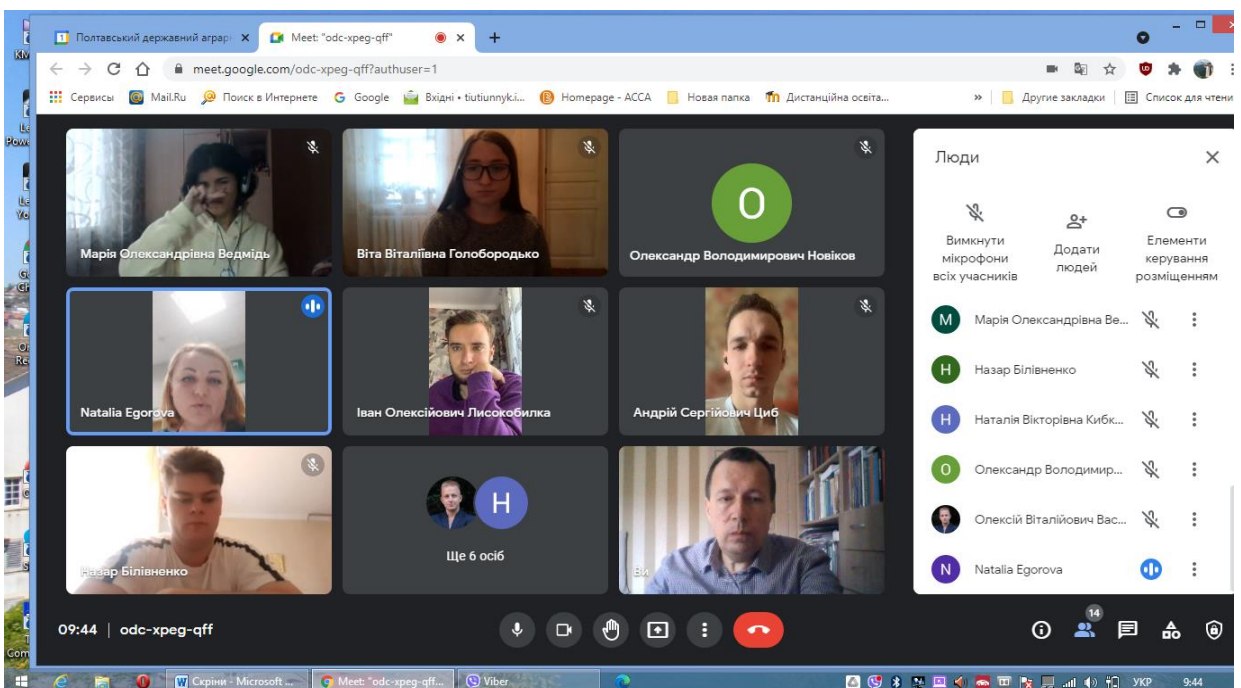 Полтавський державний аграр
Meet: "odc-xpeg-qff"
meet.google.com/odc-xpeg-qff?authuser=1
Сервисы
Mail.Ru
Поиск в Интернете
Google
Вхідні • tiutiunnyk.i...
Homepage - ACCA
Новая папка
Дистанційна освіта...
»
Другие закладки
Список для чтени
Марія Олександрівна Ведмідь
Віта Віталіївна Голобородько
О
Олександр Володимирович Новіков
Natalia Egorova
Іван Олексійович Лисокобилка
Андрій Сергійович Циб
Назар Білівненко
Н
Ще 6 осіб
Ви
Люди
Вимкнути
мікрофони
всіх учасників
Додати
людей
Елементи
керування
розміщенням
М
Марія Олександрівна Ве...
Н
Назар Білівненко
Н
Наталія Вікторівна Кибк...
О
Олександр Володимир...
Олексій Віталійович Вас...
N
Natalia Egorova
09:44 | odc-xpeg-qff
14
Скріни - Microsoft ...
Meet: "odc-xpeg-qff...
Viber
УКР
9:44